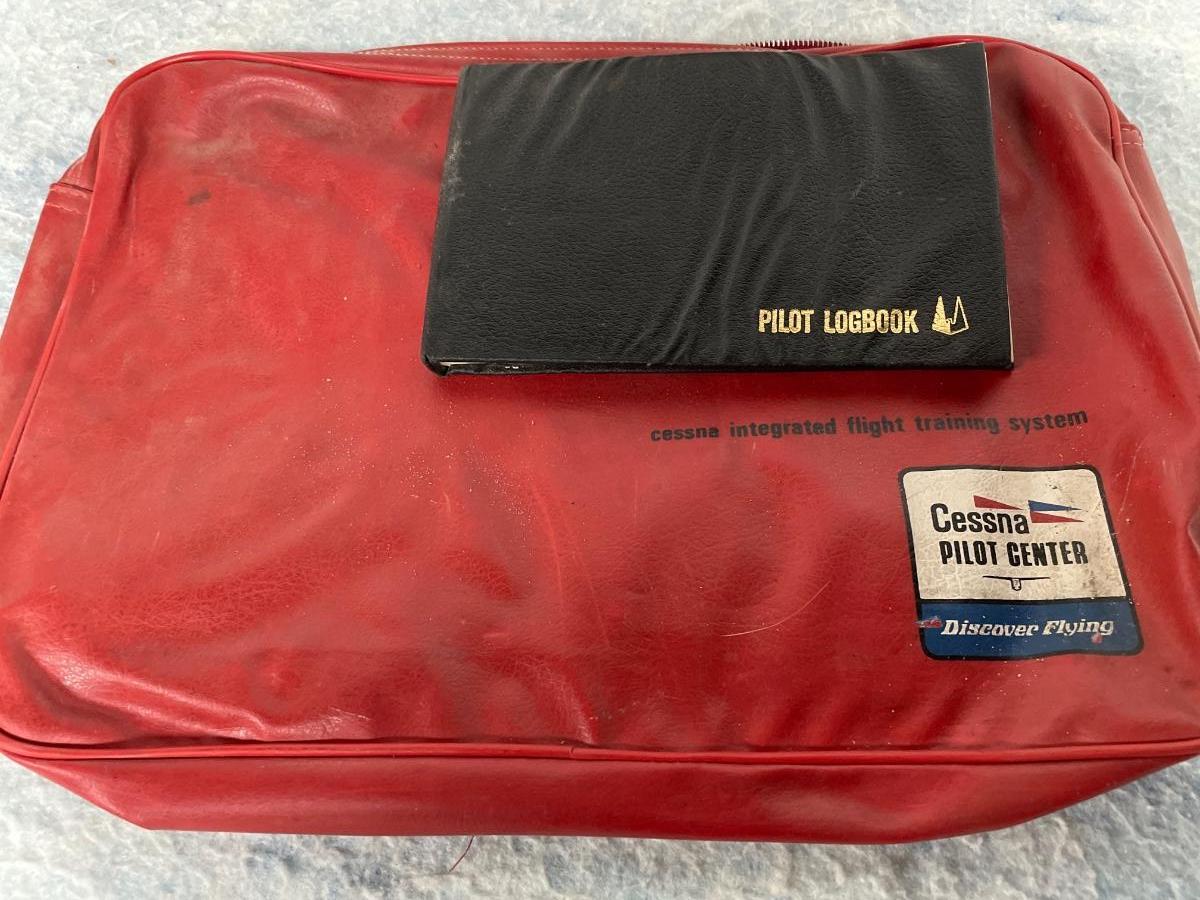 PILOT LOGBOOK
cessna integrated flight training system
Cessna
PILOT CENTER
Discover Flying